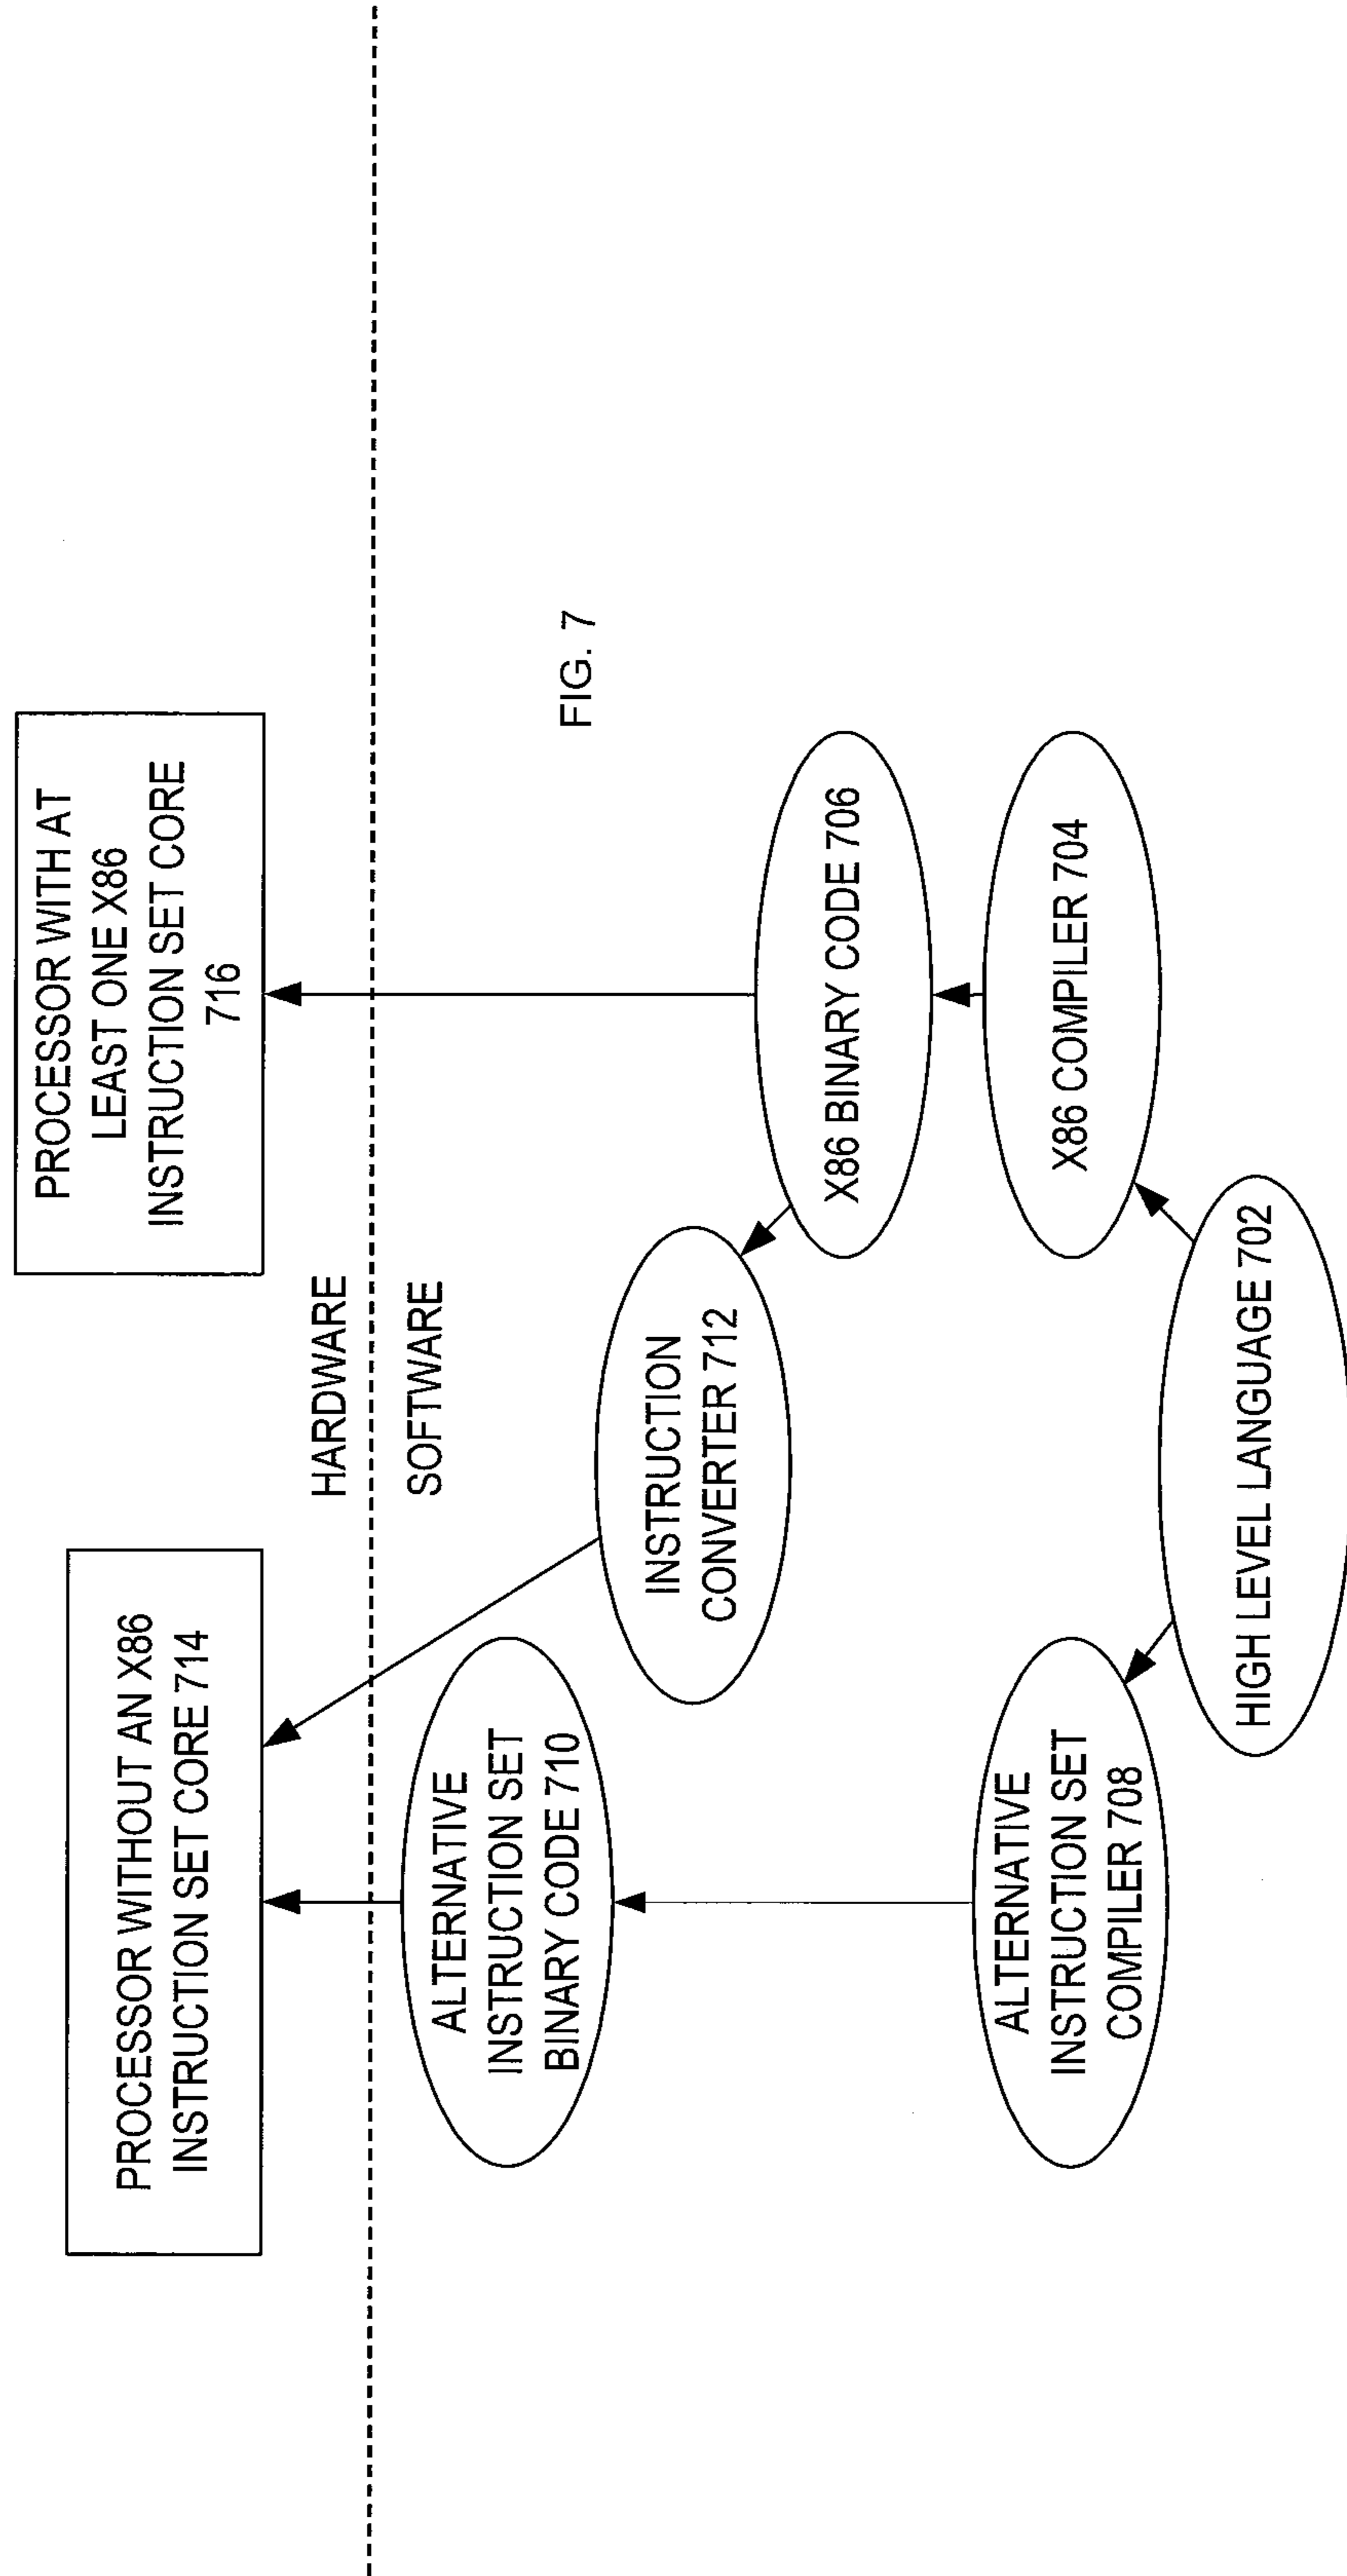 PROCESSOR WITHOUT AN X86
INSTRUCTION SET CORE 714
PROCESSOR WITH AT
LEAST ONE X86
INSTRUCTION SET CORE
716
HARDWARE
SOFTWARE
ALTERNATIVE
INSTRUCTION SET
BINARY CODE 710
INSTRUCTION
CONVERTER 712
FIG. 7
X86 BINARY CODE 706
ALTERNATIVE
INSTRUCTION SET
COMPILER 708
X86 COMPILER 704
HIGH LEVEL LANGUAGE 702